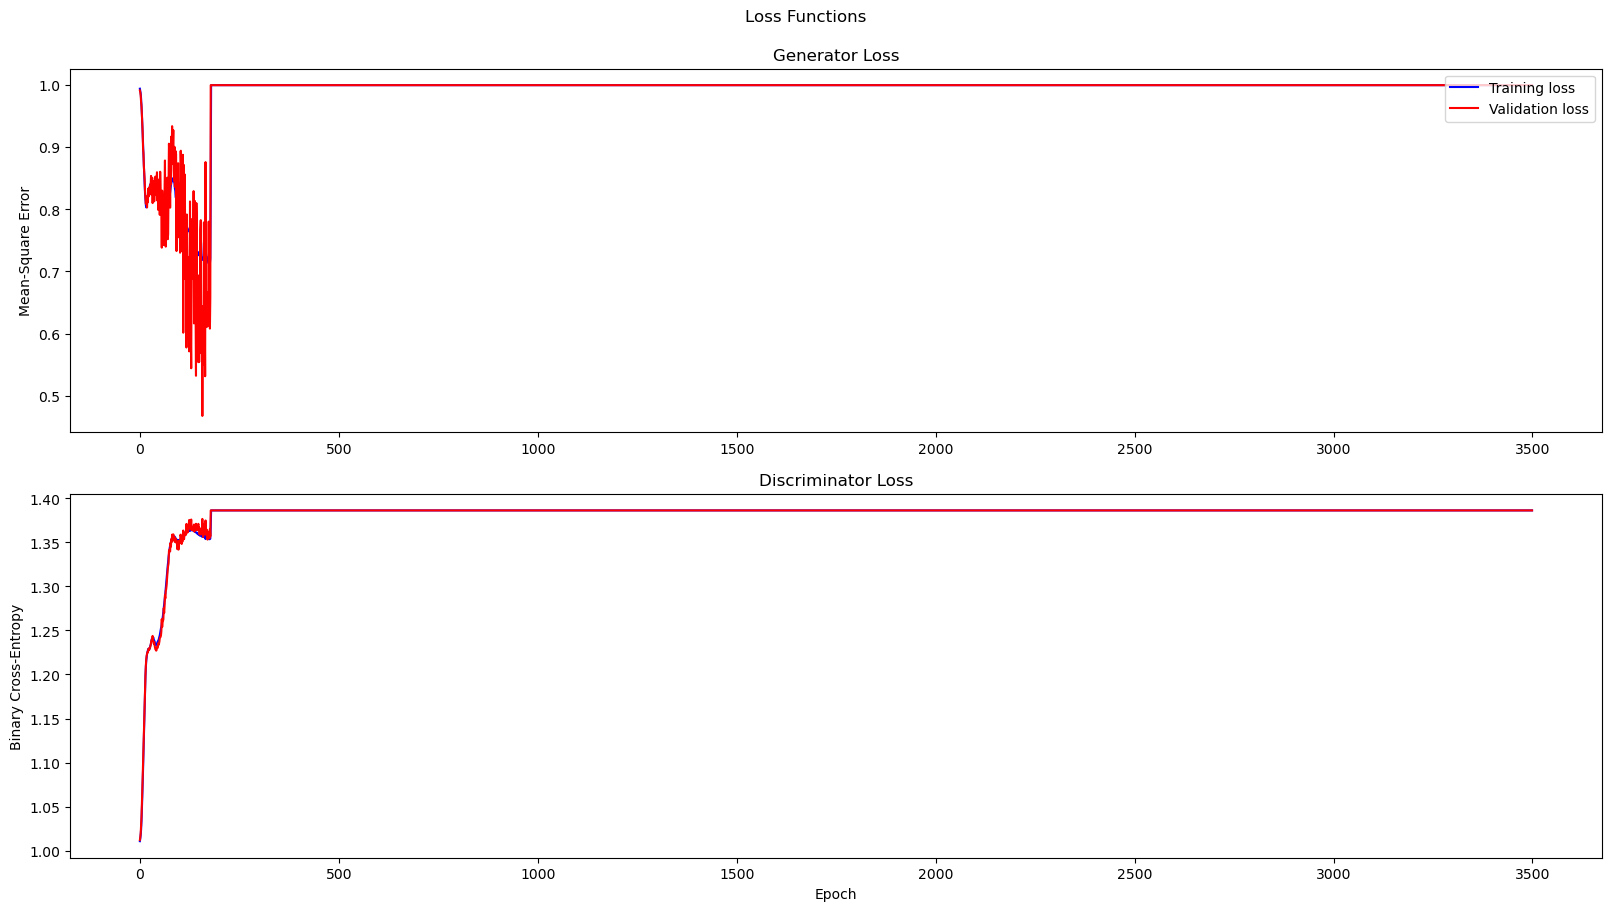 Loss Functions
Generator Loss
Mean-Square Error
1.0
0.9
0.8
0.7
0.6
0.5
Training loss
Validation loss
0 500 1000 1500 2000 2500 3000 3500
Discriminator Loss
Binary Cross-Entropy
1.40
1.35
1.30
1.25
1.20
1.15
1.10
1.05
1.00
0 500 1000 1500 2000 2500 3000 3500
Epoch